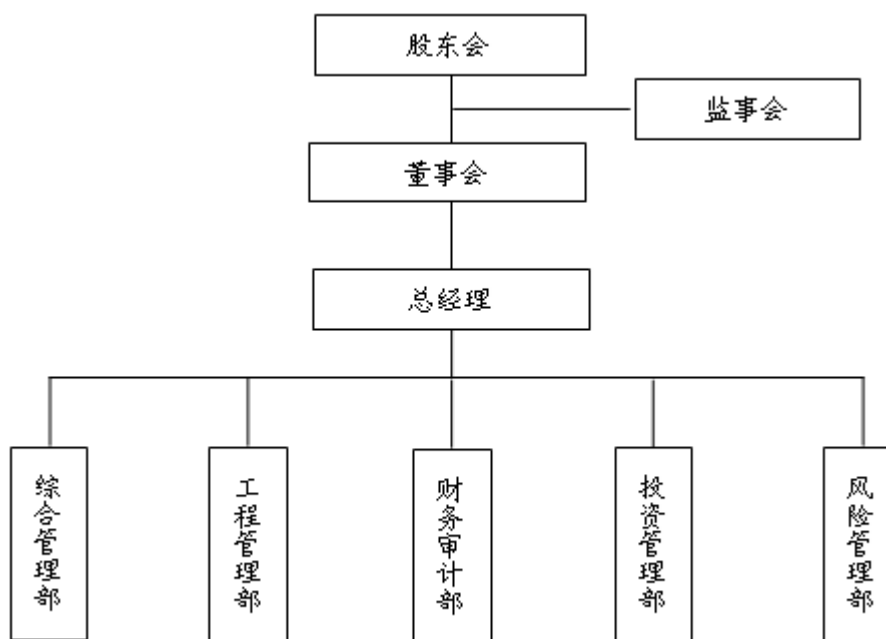 股东会
监事会
董事会
总经理
综合管理部
工程管理部
财务审计部
投资管理部
风险管理部